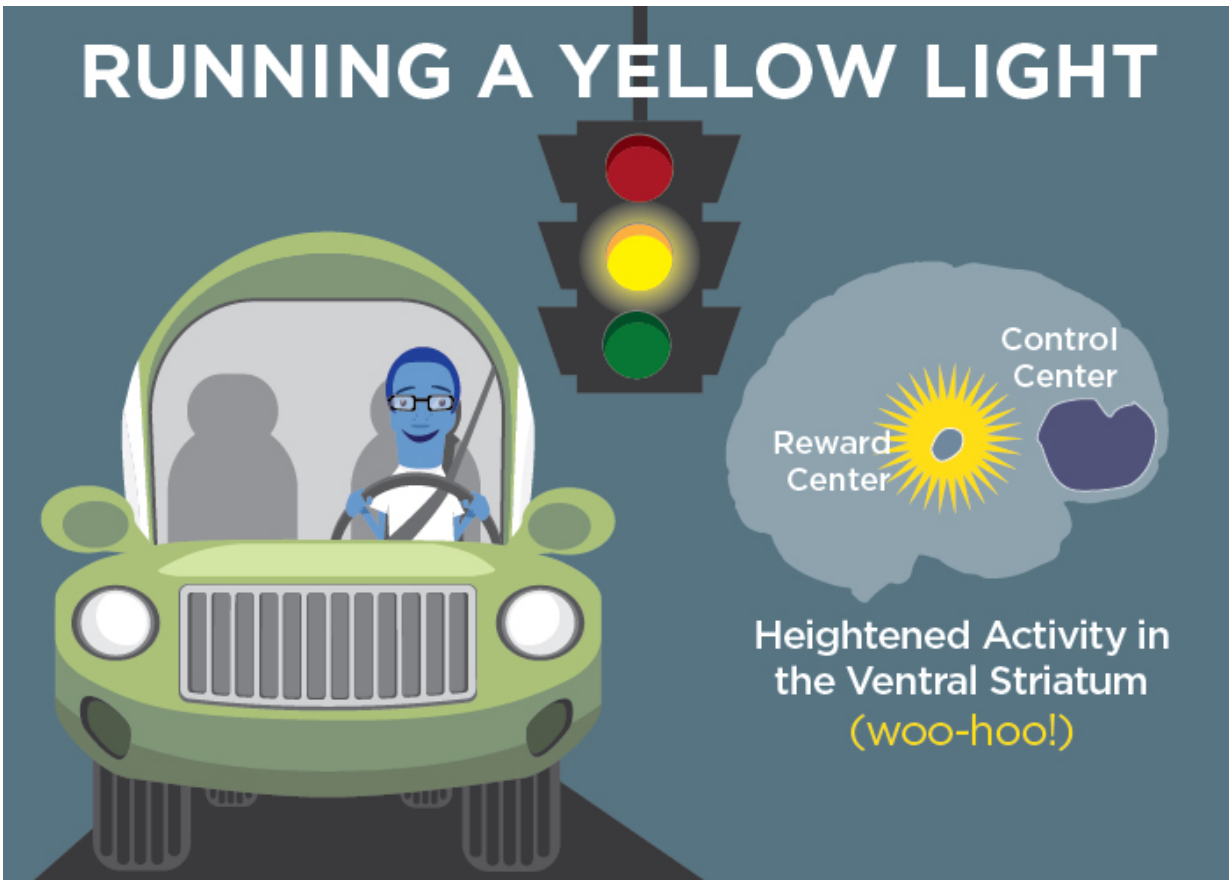 RUNNING A YELLOW LIGHT
Control
Center
Reward
Center
Heightened Activity in
the Ventral Striatum
(woo-hoo!)